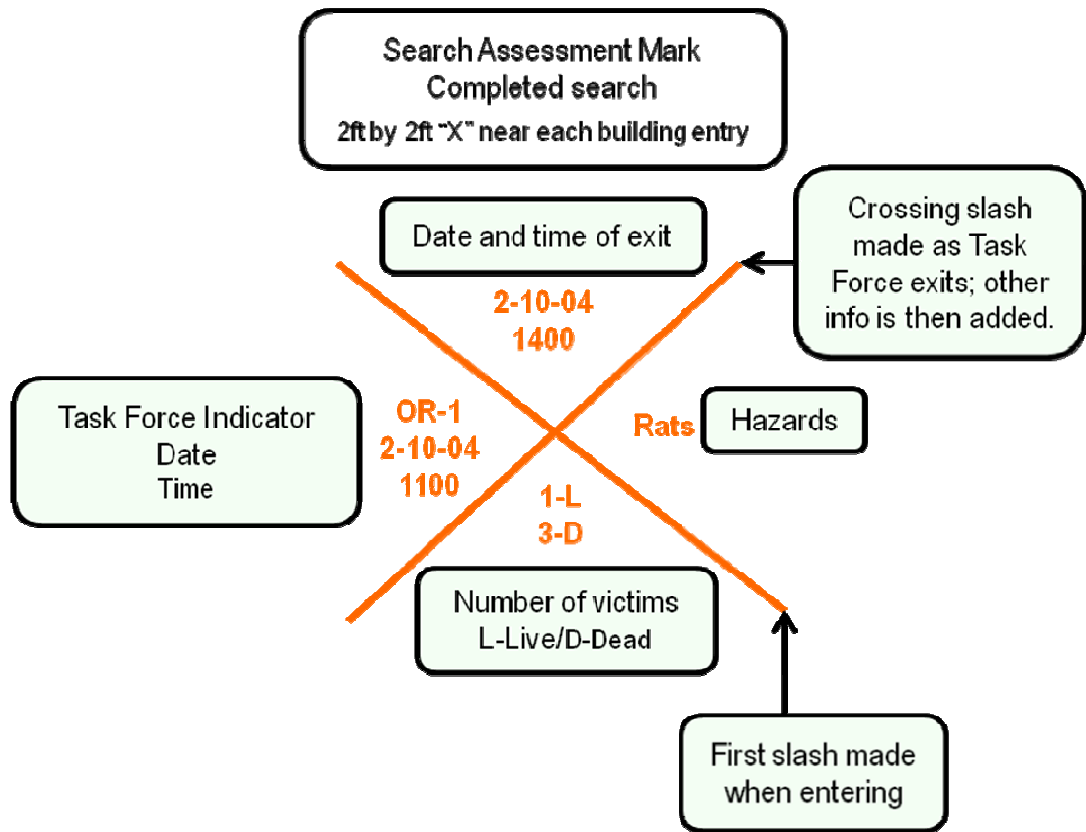 Search Assessment Mark
Completed search
2ft by 2ft “X” near each building entry
Date and time of exit
Crossing slash
made as Task
Force exits; other
info is then added.
2-10-04
1400
Task Force Indicator
Date
Time
OR-1
2-10-04
1100
Rats
Hazards
1-L
3-D
Number of victims
L-Live/D-Dead
First slash made
when entering